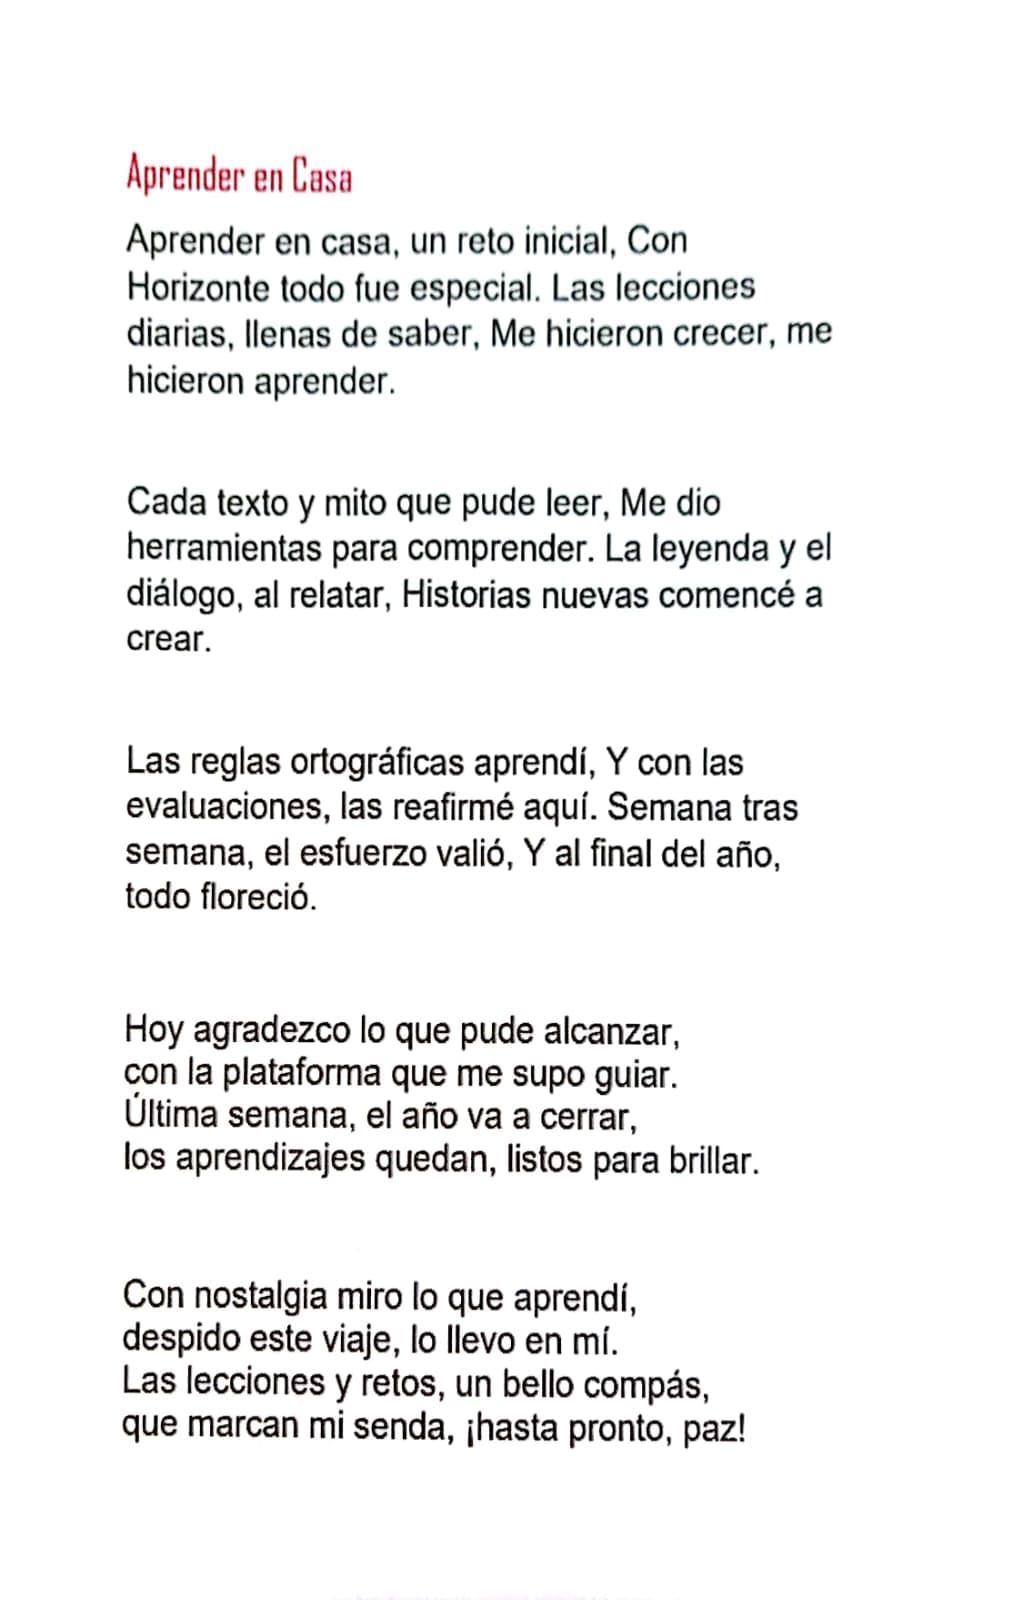 Aprender en Casa
Aprender en casa, un reto inicial, Con
Horizonte todo fue especial. Las lecciones
diarias, llenas de saber, Me hicieron crecer, me
hicieron aprender.
Cada texto y mito que pude leer, Me dio
herramientas para comprender. La leyenda y el
diálogo, al relatar, Historias nuevas comencé a
crear.
Las reglas ortográficas aprendí, Y con las
evaluaciones, las reafirmé aquí. Semana tras
semana, el esfuerzo valió, Y al final del año,
todo floreció.
Hoy agradezco lo que pude alcanzar,
con la plataforma que me supo guiar.
Última semana, el año va a cerrar,
los aprendizajes quedan, listos para brillar.
Con nostalgia miro lo que aprendí,
despido este viaje, lo llevo en mí.
Las lecciones y retos, un bello compás,
que marcan mi senda, ¡hasta pronto, paz!